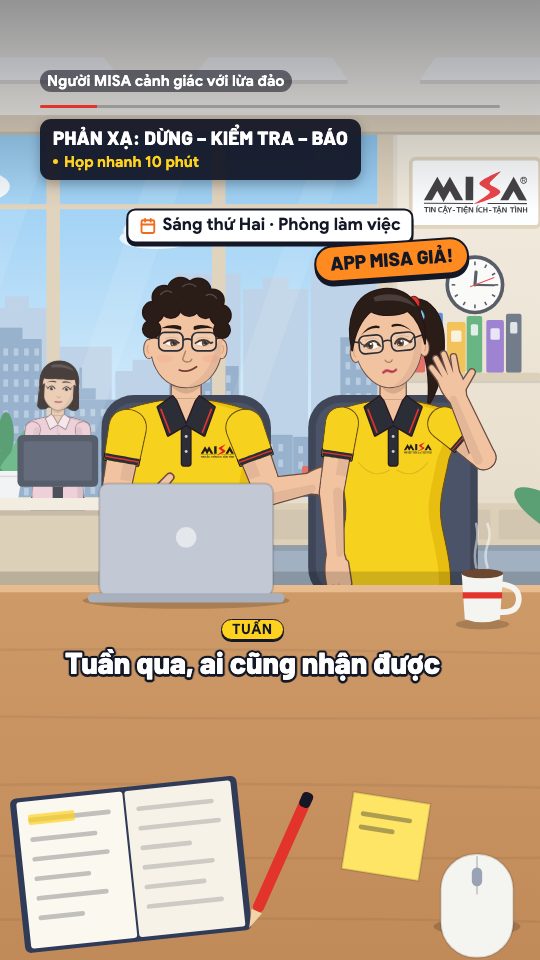 Người MISA cảnh giác với lừa đảo
PHẢN XẠ: DỪNG – KIỂM TRA – BÁO
• Họp nhanh 10 phút
MISA®
TIN CẬY - TIỆN ÍCH - TẬN TÌNH
Sáng thứ Hai · Phòng làm việc
APP MISA GIẢ!
MISA
MISA
TUẤN
Tuần qua, ai cũng nhận được